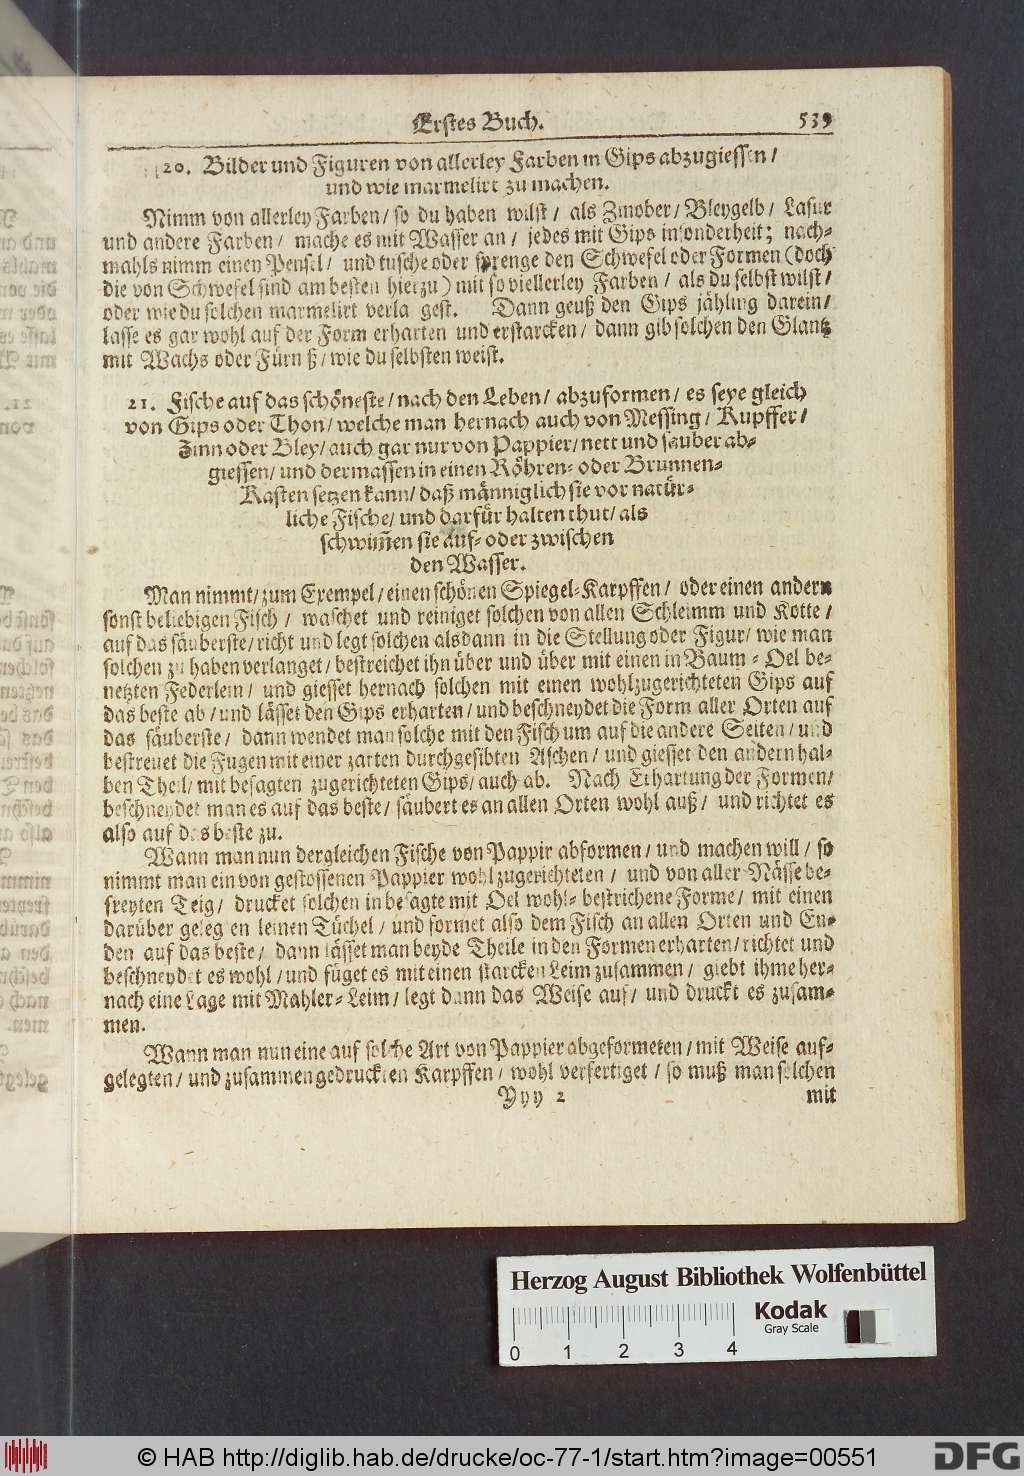 Erstes Buch. 539
20. Bilder und Figuren von allerley Farben in Gips abzugiessen /
und wie marmelirt zu machen.
Nimm von allerley Farben / so du haben wilst / als Zinober / Bleygelb / Lasur
und andere Farben / mache es mit Wasser an / jedes mit Gips insonderheit; nach-
mahls nimm einen Pensel / und tusche oder sprenge den Schwefel oder Formen (doch
die von Schwefel sind am besten hierzu) mit so viellerley Farben / als du selbst wilst /
oder wie du solchen marmelirt verla gest. Dann geuß den Gips jähling darein /
lasse es gar wohl auf der Form erharten und erstarcken / dann gib solchen den Glantz
mit Wachs oder Fürn ß / wie du selbsten weist.
21. Fische auf das schöneste / nach den Leben / abzuformen / es seye gleich
von Gips oder Thon / welche man hernach auch von Messing / Kupffer /
Zinn oder Bley / auch gar nur von Pappier / nett und sauber ab-
giessen / und dermassen in einen Röhren- oder Brunnen-
Kasten setzen kann / daß männiglich sie vor natür-
liche Fische / und darfür halten thut / als
schwim̃en sie auf- oder zwischen
den Wasser.
Man nimmt / zum Exempel / einen schönen Spiegel-Karpffen / oder einen andern
sonst beliebigen Fisch / waschet und reiniget solchen von allen Schleimm und Kotte /
auf das säuberste / richt und legt solchen alsdann in die Stellung oder Figur / wie man
solchen zu haben verlanget / bestreichet ihn über und über mit einen in Baum-Oel be-
netzten Federlein / und giesset hernach solchen mit einen wohlzugerichteten Gips auf
das beste ab / und lässet den Gips erharten / und beschneydet die Form aller Orten auf
das säuberste / dann wendet man solche mit den Fisch um auf die andere Seiten / und
bestreuet die Fugen mit einer zarten durchgesibten Aschen / und giesset den andern hal-
ben Theil / mit besagten zugerichteten Gips / auch ab. Nach Erhartung der Formen /
beschneydet man es auf das beste / säubert es an allen Orten wohl auß / und richtet es
also auf das beste zu.
Wann man nun dergleichen Fische von Pappir abformen / und machen will / so
nimmt man ein von gestossenen Pappier wohl zugerichteten / und von aller Nässe be-
freyten Teig / drucket solchen in besagte mit Oel wohl-bestrichene Forme / mit einen
darüber gelegen leinen Tüchel / und formet also dem Fisch an allen Orten und En-
den auf das beste / dann lässet man beyde Theile in den Formen erharten / richtet und
beschneydet es wohl / und füget es mit einen starcken Leim zusammen / giebt ihme her-
nach eine Lage mit Mahler-Leim / legt dann das Weise auf / und druckt es zusam-
men.
Wann man nun eine auf solche Art von Pappier abgeformeten / mit Weise auf-
gelegten / und zusammen gedruckten Karpffen / wohl verfertiget / so muß man solchen
Yyy 2 mit
Herzog August Bibliothek Wolfenbüttel
Kodak
Gray Scale
0 1 2 3 4
© HAB http://diglib.hab.de/drucke/oc-77-1/start.htm?image=00551
DFG